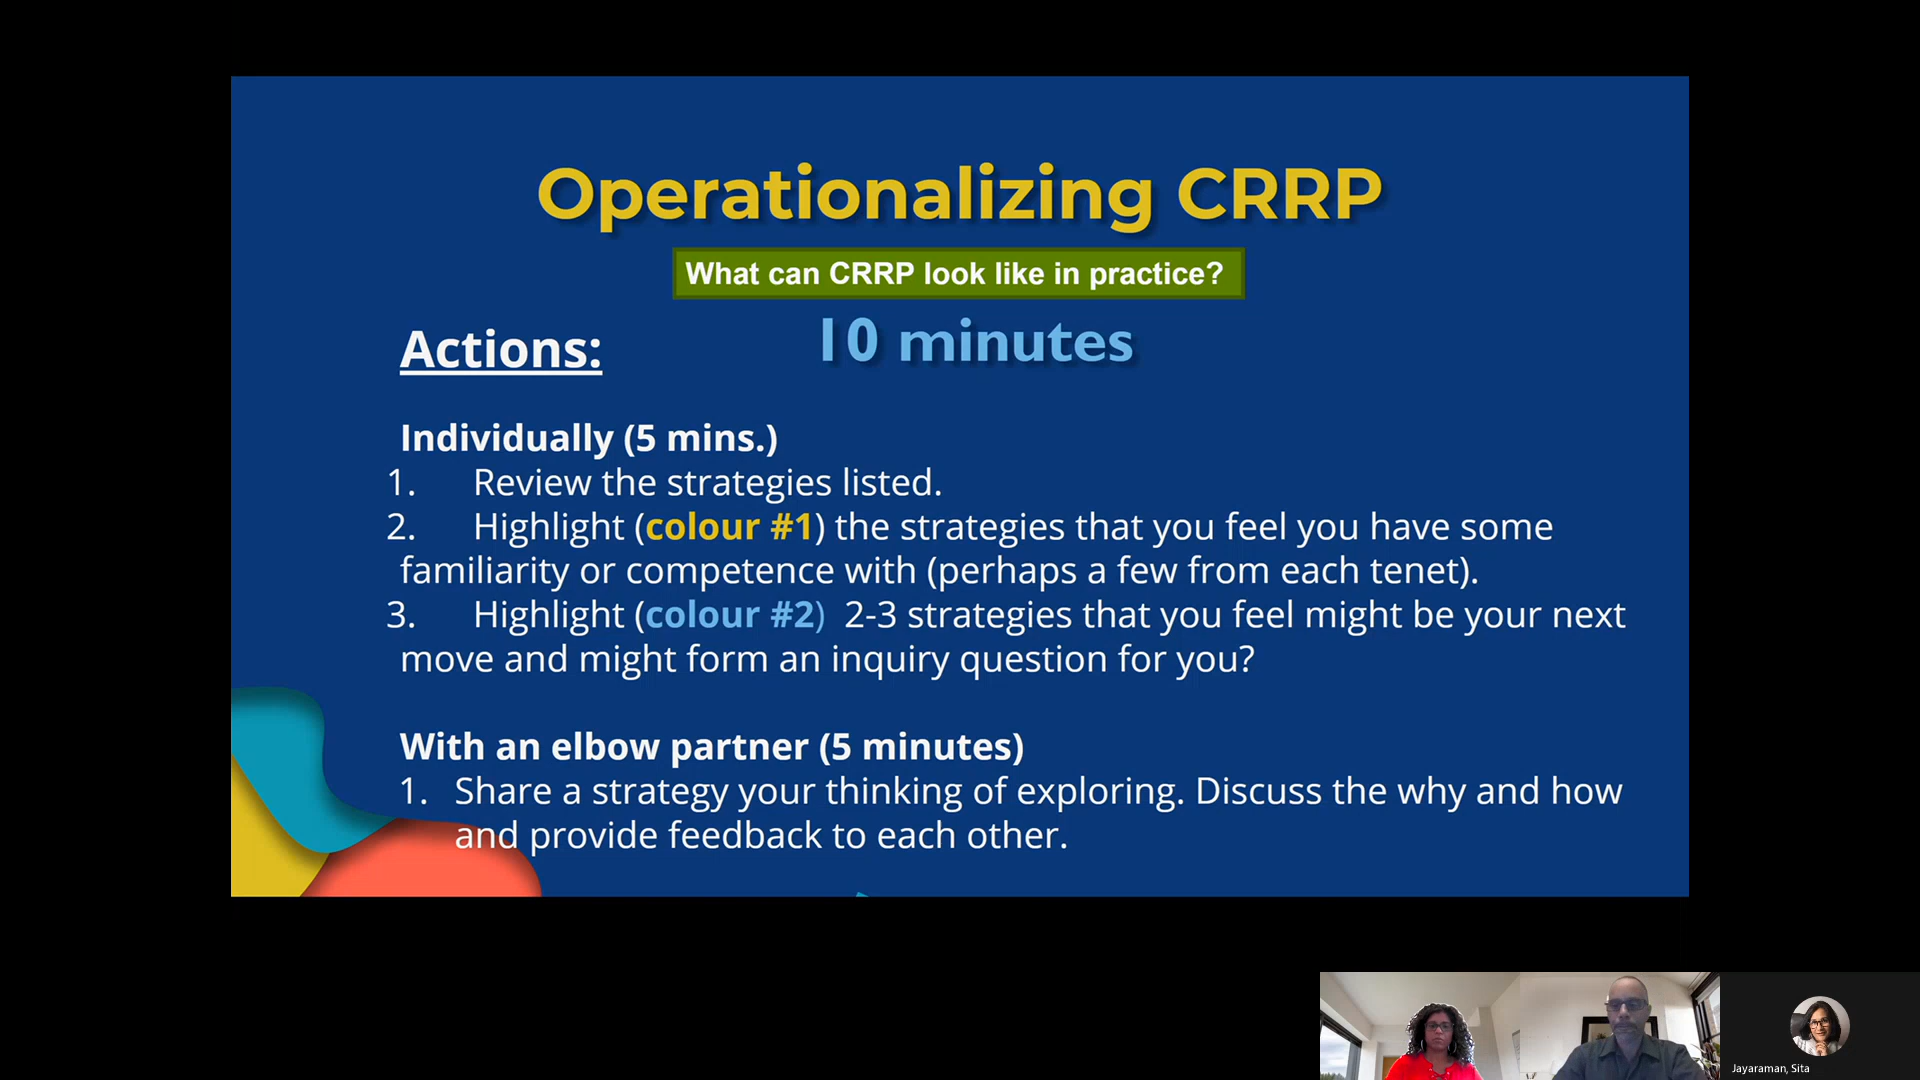 Operationalizing CRRP
What can CRRP look like in practice?
10 minutes
Actions:
Individually (5 mins.)
1. Review the strategies listed.
2. Highlight (colour #1) the strategies that you feel you have some
familiarity or competence with (perhaps a few from each tenet).
3. Highlight (colour #2) 2-3 strategies that you feel might be your next
move and might form an inquiry question for you?
With an elbow partner (5 minutes)
1. Share a strategy your thinking of exploring. Discuss the why and how
and provide feedback to each other.
Jayaraman, Sita